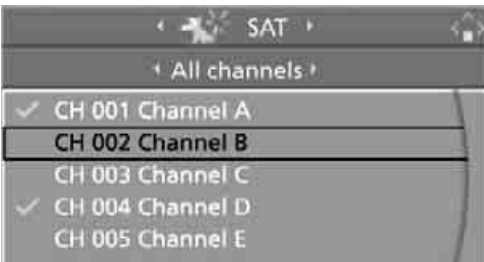 SAT
All channels
CH 001 Channel A
CH 002 Channel B
CH 003 Channel C
CH 004 Channel D
CH 005 Channel E